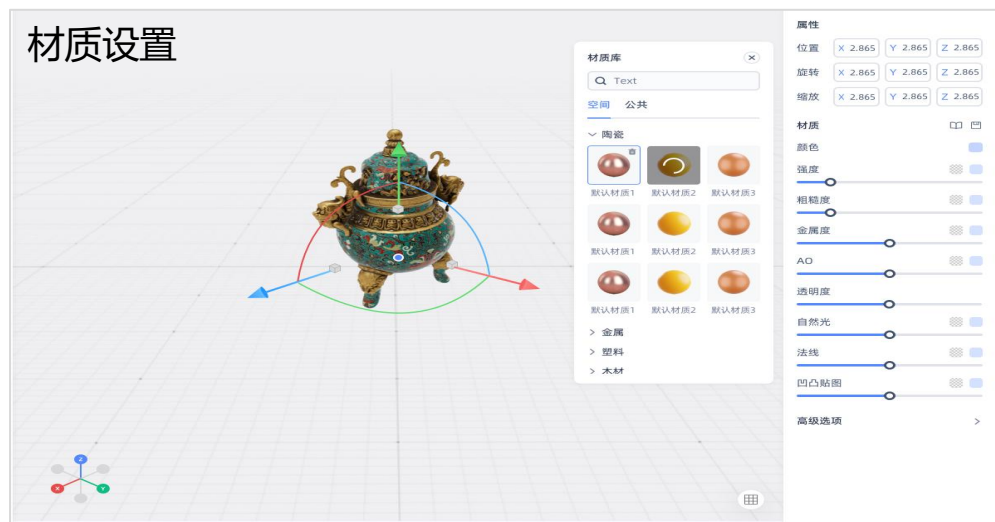 材质设置
材质库
Text
空间 公共
陶瓷
默认材质1 默认材质2 默认材质3
默认材质1 默认材质2 默认材质3
默认材质1 默认材质2 默认材质3
金属
塑料
木材
属性
位置 X 2.865 Y 2.865 Z 2.865
旋转 X 2.865 Y 2.865 Z 2.865
缩放 X 2.865 Y 2.865 Z 2.865
材质
颜色
强度
粗糙度
金属度
AO
透明度
自然光
法线
凹凸贴图
高级选项
Z
X
Y